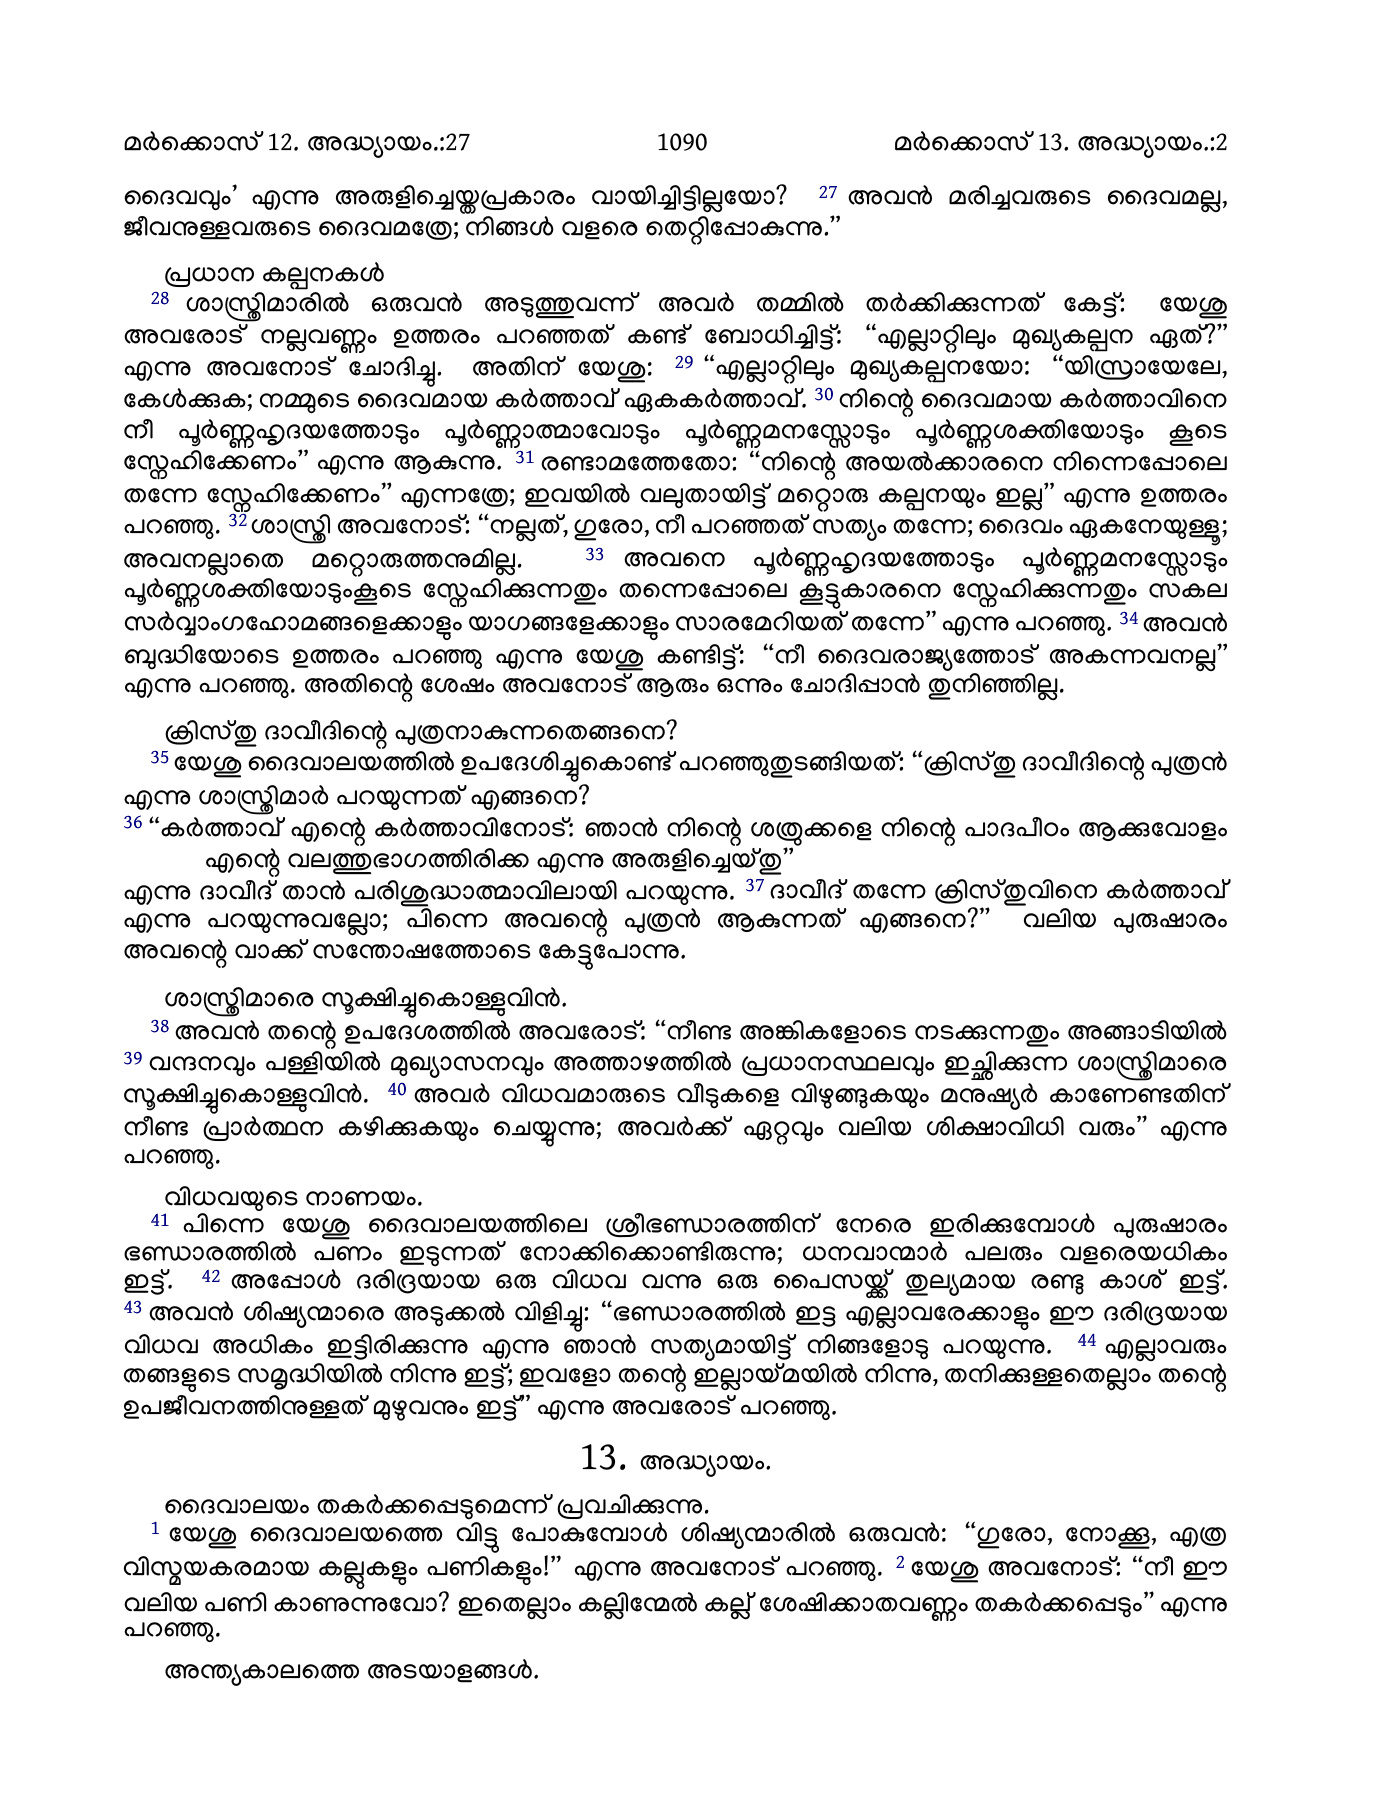 മർക്കൊസ് 12. അദ്ധ്യായം.:27 1090 മർക്കൊസ് 13. അദ്ധ്യായം.:2
ദൈവവും’ എന്നു അരുളിച്ചെയ്തപ്രകാരം വായിച്ചിട്ടില്ലയോ? 27 അവൻ മരിച്ചവരുടെ ദൈവമല്ല,
ജീവനുള്ളവരുടെ ദൈവമത്രേ; നിങ്ങൾ വളരെ തെറ്റിപ്പോകുന്നു.”
പ്രധാന കല്പനകൾ
28 ശാസ്ത്രിമാരിൽ ഒരുവൻ അടുത്തുവന്ന് അവർ തമ്മിൽ തർക്കിക്കുന്നത് കേട്ട്: യേശു
അവരോട് നല്ലവണ്ണം ഉത്തരം പറഞ്ഞത് കണ്ട് ബോധിച്ചിട്ട്: “എല്ലാറ്റിലും മുഖ്യകല്പന ഏത്?”
എന്നു അവനോട് ചോദിച്ചു. അതിന് യേശു: 29 “എല്ലാറ്റിലും മുഖ്യകല്പനയോ: “യിസ്രായേലേ,
കേൾക്കുക; നമ്മുടെ ദൈവമായ കർത്താവ് ഏകകർത്താവ്. 30 നിന്റെ ദൈവമായ കർത്താവിനെ
നീ പൂർണ്ണഹൃദയത്തോടും പൂർണ്ണാത്മാവോടും പൂർണ്ണമനസ്സോടും പൂർണ്ണശക്തിയോടും കൂടെ
സ്നേഹിക്കേണം” എന്നു ആകുന്നു. 31 രണ്ടാമത്തേതോ: “നിന്റെ അയൽക്കാരനെ നിന്നെപ്പോലെ
തന്നേ സ്നേഹിക്കേണം” എന്നത്രേ; ഇവയിൽ വലുതായിട്ട് മറ്റൊരു കല്പനയും ഇല്ല” എന്നു ഉത്തരം
പറഞ്ഞു. 32 ശാസ്ത്രി അവനോട്: “നല്ലത്, ഗുരോ, നീ പറഞ്ഞത് സത്യം തന്നേ; ദൈവം ഏകനേയുള്ളൂ;
അവനല്ലാതെ മറ്റൊരുത്തനുമില്ല. 33 അവനെ പൂർണ്ണഹൃദയത്തോടും പൂർണ്ണമനസ്സോടും
പൂർണ്ണശക്തിയോടുംകൂടെ സ്നേഹിക്കുന്നതും തന്നെപ്പോലെ കൂട്ടുകാരനെ സ്നേഹിക്കുന്നതും സകല
സർവ്വാംഗഹോമങ്ങളെക്കാളും യാഗങ്ങളേക്കാളും സാരമേറിയത് തന്നേ” എന്നു പറഞ്ഞു. 34 അവൻ
ബുദ്ധിയോടെ ഉത്തരം പറഞ്ഞു എന്നു യേശു കണ്ടിട്ട്: “നീ ദൈവരാജ്യത്തോട് അകന്നവനല്ല”
എന്നു പറഞ്ഞു. അതിന്റെ ശേഷം അവനോട് ആരും ഒന്നും ചോദിപ്പാൻ തുനിഞ്ഞില്ല.
ക്രിസ്തു ദാവീദിന്റെ പുത്രനാകുന്നതെങ്ങനെ?
35 യേശു ദൈവാലയത്തിൽ ഉപദേശിച്ചുകൊണ്ട് പറഞ്ഞുതുടങ്ങിയത്: “ക്രിസ്തു ദാവീദിന്റെ പുത്രൻ
എന്നു ശാസ്ത്രിമാർ പറയുന്നത് എങ്ങനെ?
36 “കർത്താവ് എന്റെ കർത്താവിനോട്: ഞാൻ നിന്റെ ശത്രുക്കളെ നിന്റെ പാദപീഠം ആക്കുവോളം
എന്റെ വലത്തുഭാഗത്തിരിക്ക എന്നു അരുളിച്ചെയ്തു”
എന്നു ദാവീദ് താൻ പരിശുദ്ധാത്മാവിലായി പറയുന്നു. 37 ദാവീദ് തന്നേ ക്രിസ്തുവിനെ കർത്താവ്
എന്നു പറയുന്നുവല്ലോ; പിന്നെ അവന്റെ പുത്രൻ ആകുന്നത് എങ്ങനെ?” വലിയ പുരുഷാരം
അവന്റെ വാക്ക് സന്തോഷത്തോടെ കേട്ടുപോന്നു.
ശാസ്ത്രിമാരെ സൂക്ഷിച്ചുകൊള്ളുവിൻ.
38 അവൻ തന്റെ ഉപദേശത്തിൽ അവരോട്: “നീണ്ട അങ്കികളോടെ നടക്കുന്നതും അങ്ങാടിയിൽ
39 വന്ദനവും പള്ളിയിൽ മുഖ്യാസനവും അത്താഴത്തിൽ പ്രധാനസ്ഥലവും ഇച്ഛിക്കുന്ന ശാസ്ത്രിമാരെ
സൂക്ഷിച്ചുകൊള്ളുവിൻ. 40 അവർ വിധവമാരുടെ വീടുകളെ വിഴുങ്ങുകയും മനുഷ്യർ കാണേണ്ടതിന്
നീണ്ട പ്രാർത്ഥന കഴിക്കുകയും ചെയ്യുന്നു; അവർക്ക് ഏറ്റവും വലിയ ശിക്ഷാവിധി വരും” എന്നു
പറഞ്ഞു.
വിധവയുടെ നാണയം.
41 പിന്നെ യേശു ദൈവാലയത്തിലെ ശ്രീഭണ്ഡാരത്തിന് നേരെ ഇരിക്കുമ്പോൾ പുരുഷാരം
ഭണ്ഡാരത്തിൽ പണം ഇടുന്നത് നോക്കിക്കൊണ്ടിരുന്നു; ധനവാന്മാർ പലരും വളരെയധികം
ഇട്ട്. 42 അപ്പോൾ ദരിദ്രയായ ഒരു വിധവ വന്നു ഒരു പൈസയ്ക്ക് തുല്യമായ രണ്ടു കാശ് ഇട്ട്.
43 അവൻ ശിഷ്യന്മാരെ അടുക്കൽ വിളിച്ചു: “ഭണ്ഡാരത്തിൽ ഇട്ട എല്ലാവരേക്കാളും ഈ ദരിദ്രയായ
വിധവ അധികം ഇട്ടിരിക്കുന്നു എന്നു ഞാൻ സത്യമായിട്ട് നിങ്ങളോടു പറയുന്നു. 44 എല്ലാവരും
തങ്ങളുടെ സമൃദ്ധിയിൽ നിന്നു ഇട്ട്; ഇവളോ തന്റെ ഇല്ലായ്മയിൽ നിന്നു, തനിക്കുള്ളതെല്ലാം തന്റെ
ഉപജീവനത്തിനുള്ളത് മുഴുവനും ഇട്ട്” എന്നു അവരോട് പറഞ്ഞു.
13. അദ്ധ്യായം.
ദൈവാലയം തകർക്കപ്പെടുമെന്ന് പ്രവചിക്കുന്നു.
1 യേശു ദൈവാലയത്തെ വിട്ടു പോകുമ്പോൾ ശിഷ്യന്മാരിൽ ഒരുവൻ: “ഗുരോ, നോക്കൂ, എത്ര
വിസ്മയകരമായ കല്ലുകളും പണികളും!” എന്നു അവനോട് പറഞ്ഞു. 2 യേശു അവനോട്: “നീ ഈ
വലിയ പണി കാണുന്നുവോ? ഇതെല്ലാം കല്ലിന്മേൽ കല്ല് ശേഷിക്കാതവണ്ണം തകർക്കപ്പെടും” എന്നു
പറഞ്ഞു.
അന്ത്യകാലത്തെ അടയാളങ്ങൾ.